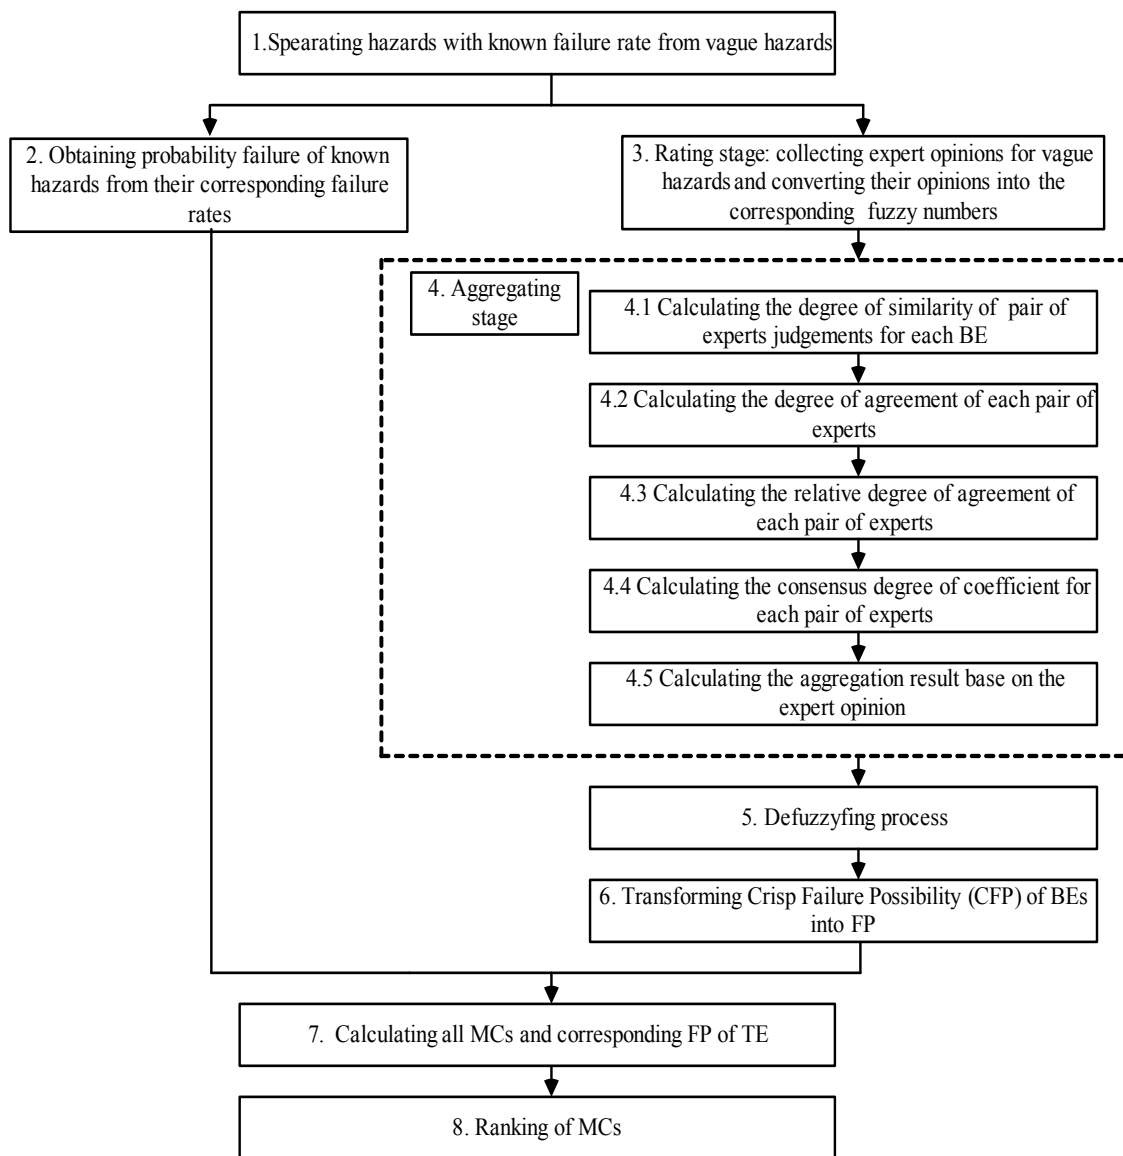 1.Spearating hazards with known failure rate from vague hazards
2. Obtaining probability failure of known
hazards from their corresponding failure
rates
3. Rating stage: collecting expert opinions for vague
hazards and converting their opinions into the
corresponding fuzzy numbers
4. Aggregating
stage
4.1 Calculating the degree of similarity of pair of
experts judgements for each BE
4.2 Calculating the degree of agreement of each pair of
experts
4.3 Calculating the relative degree of agreement of
each pair of experts
4.4 Calculating the consensus degree of coefficient for
each pair of experts
4.5 Calculating the aggregation result base on the
expert opinion
5. Defuzzyfing process
6. Transforming Crisp Failure Possibility (CFP) of BEs
into FP
7. Calculating all MCs and corresponding FP of TE
8. Ranking of MCs